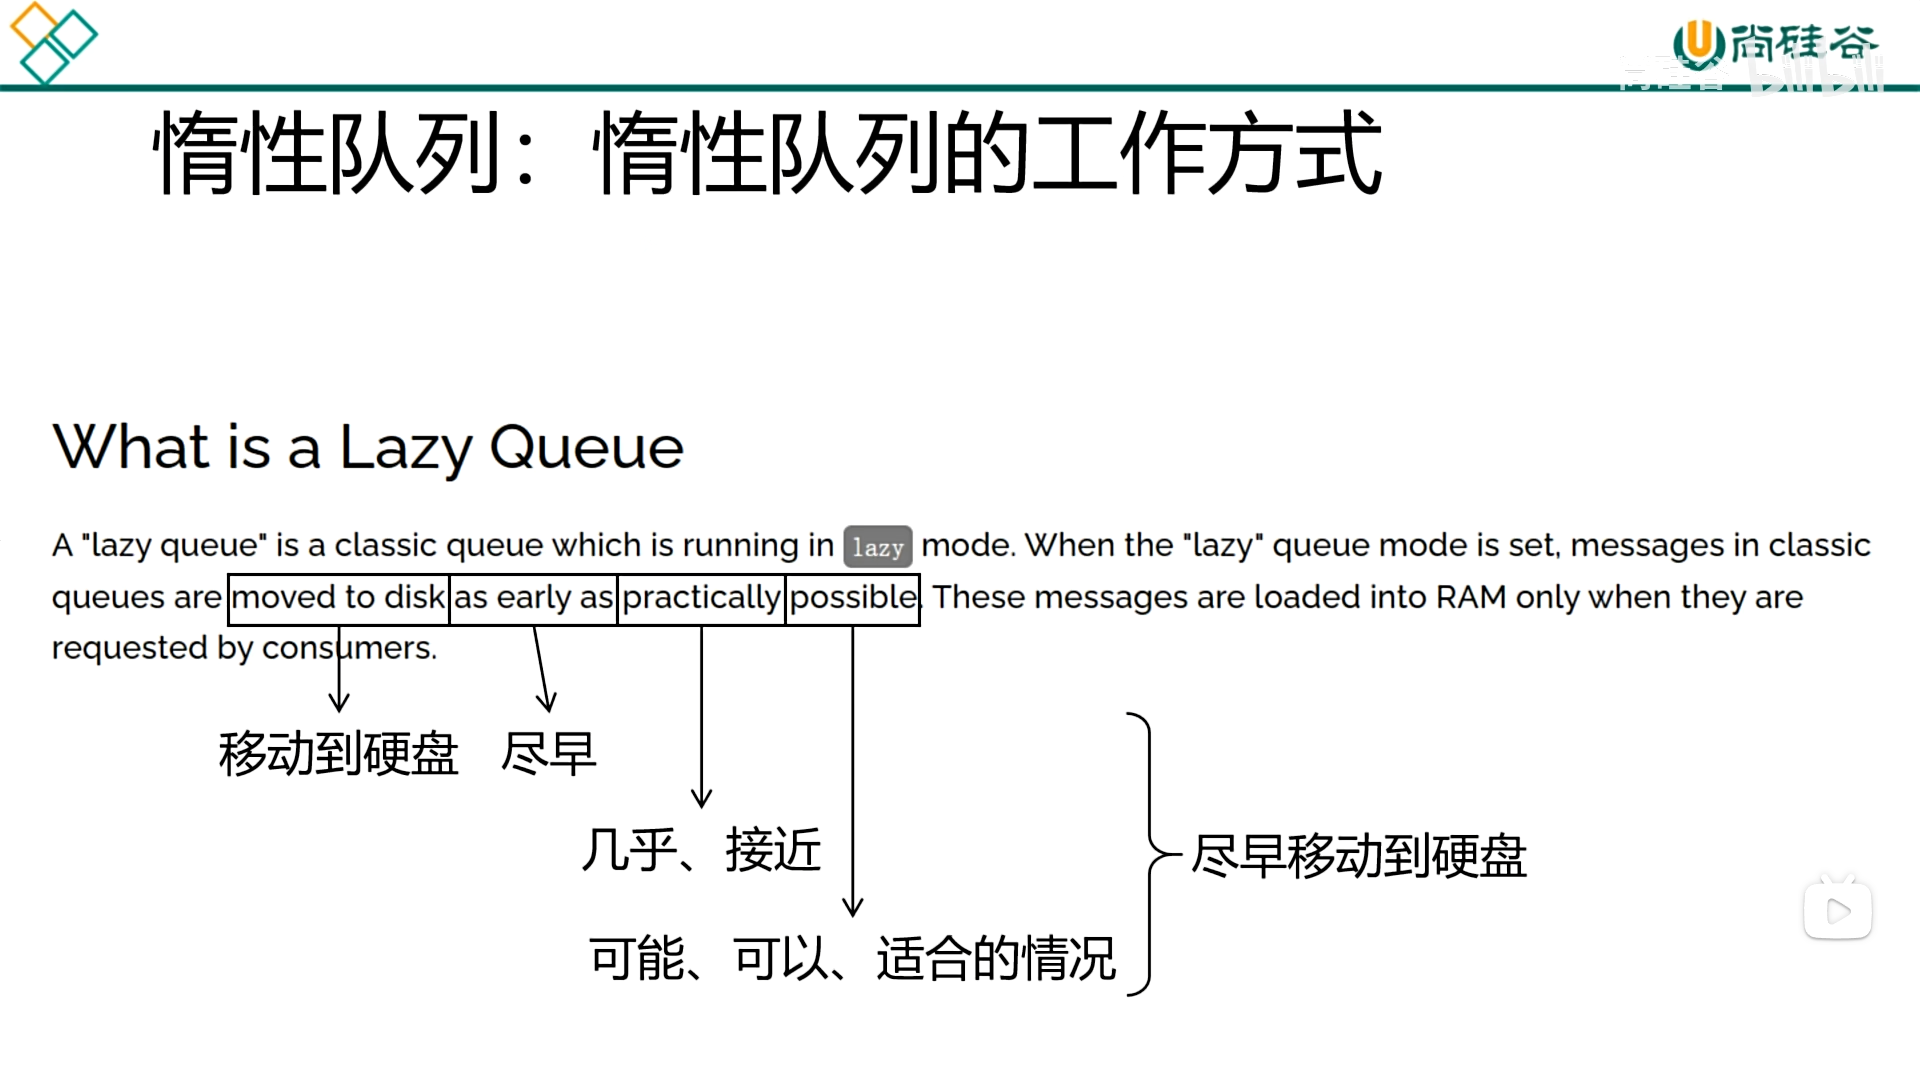 尚硅谷
尚硅谷 bilibili
惰性队列：惰性队列的工作方式
What is a Lazy Queue
A "lazy queue" is a classic queue which is running in lazy mode. When the "lazy" queue mode is set, messages in classic
queues are moved to disk as early as practically possible. These messages are loaded into RAM only when they are
requested by consumers.
移动到硬盘 尽早
几乎、接近
尽早移动到硬盘
可能、可以、适合的情况